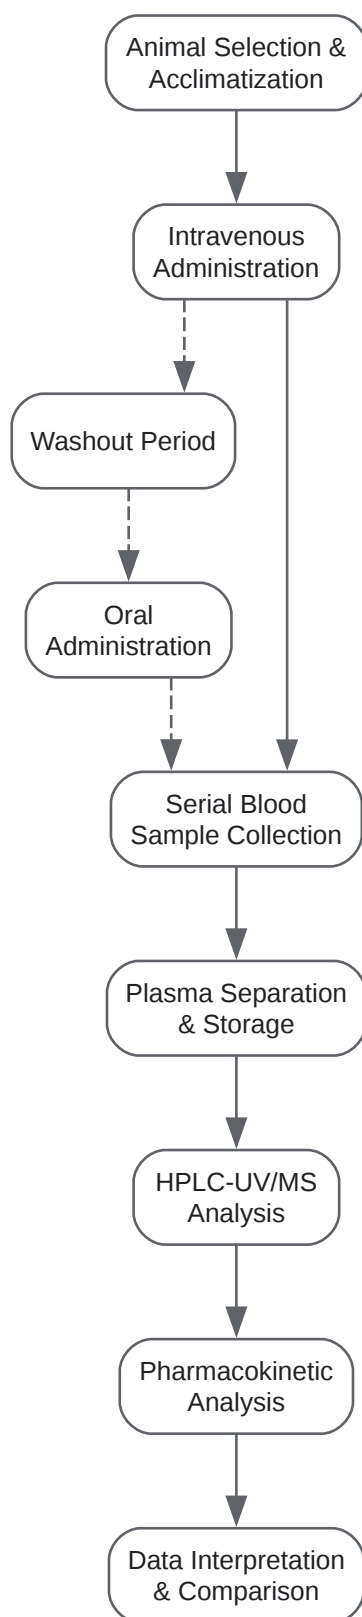 Animal Selection &
Acclimatization
Intravenous
Administration
Washout Period
Oral
Administration
Serial Blood
Sample Collection
Plasma Separation
& Storage
HPLC-UV/MS
Analysis
Pharmacokinetic
Analysis
Data Interpretation
& Comparison